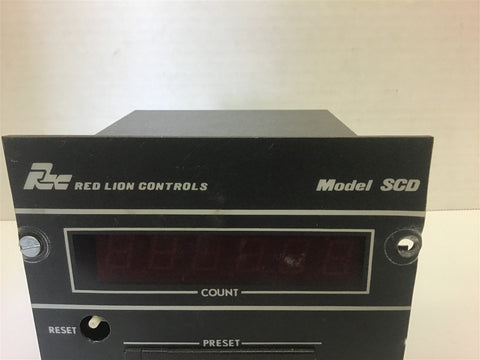 RLC RED LION CONTROLS Model SCD
COUNT
RESET
PRESET